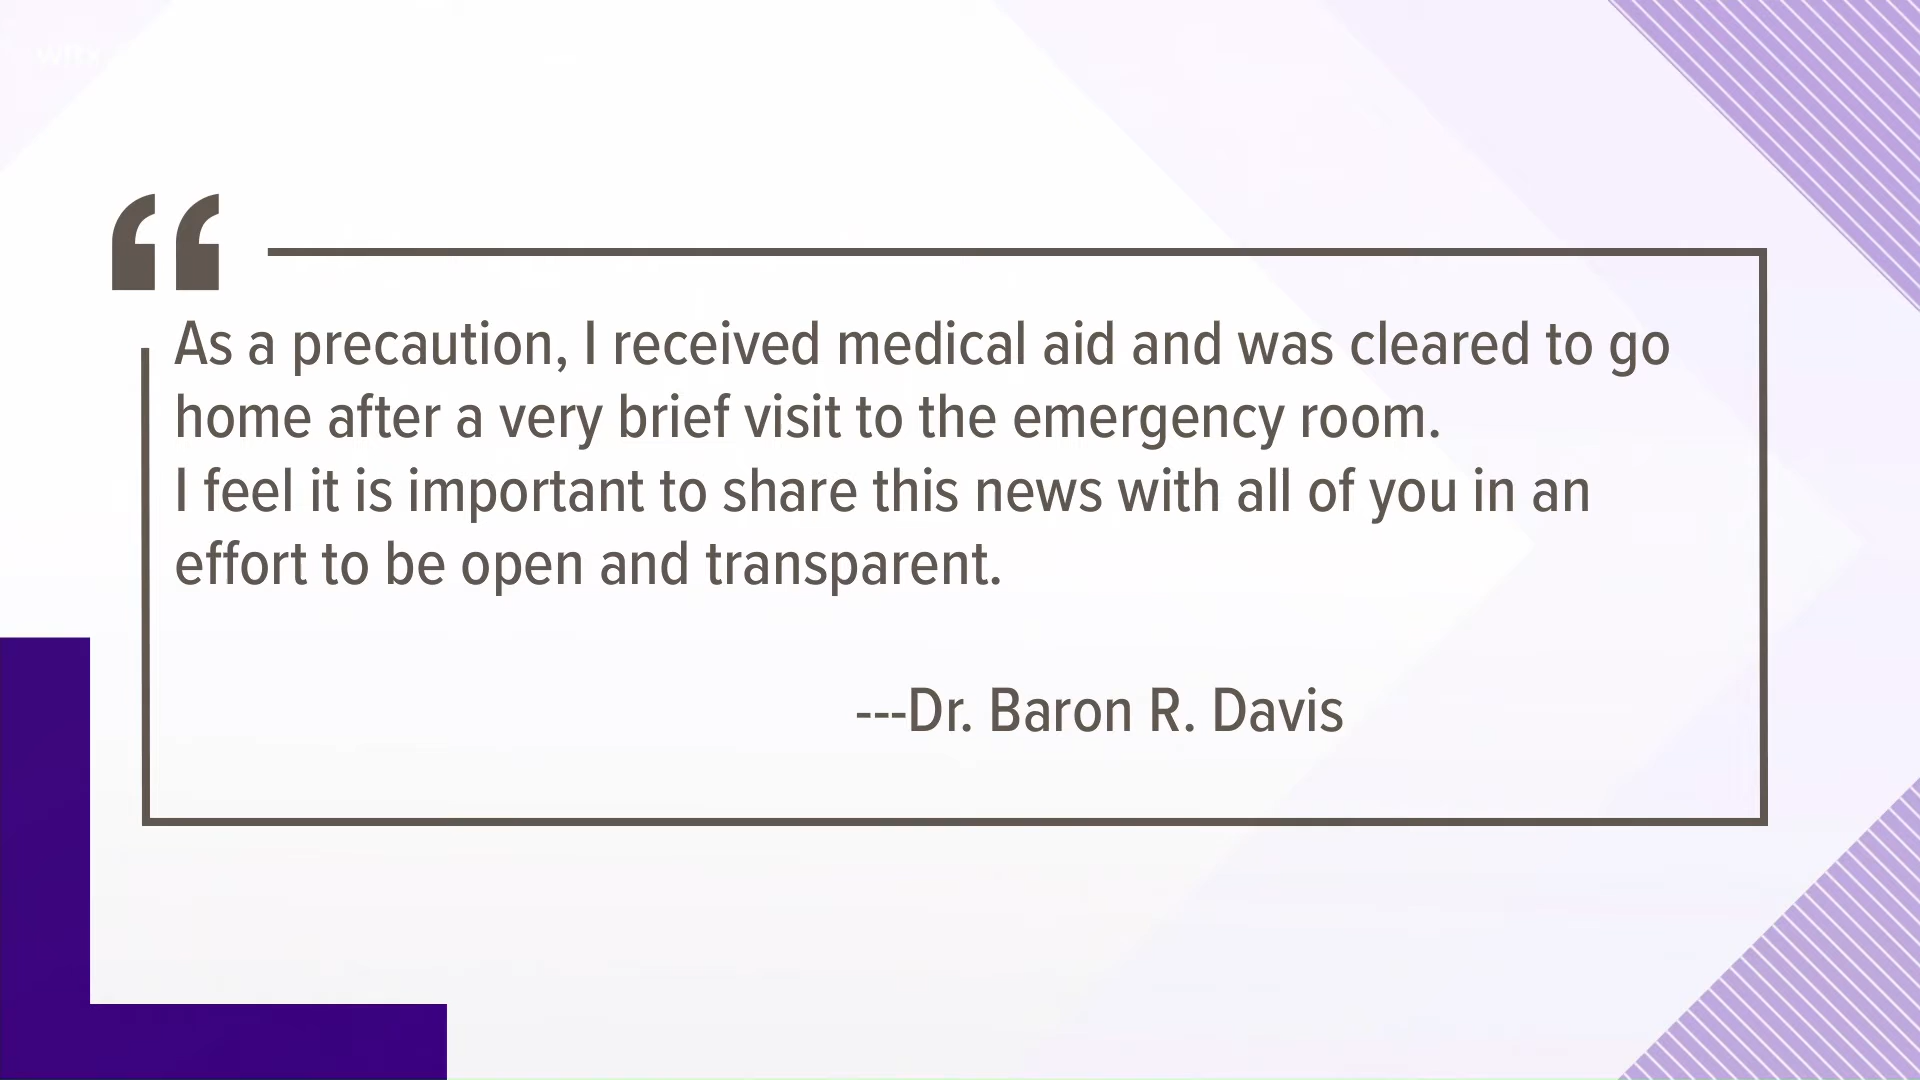 “
As a precaution, I received medical aid and was cleared to go
home after a very brief visit to the emergency room.
I feel it is important to share this news with all of you in an
effort to be open and transparent.
---Dr. Baron R. Davis